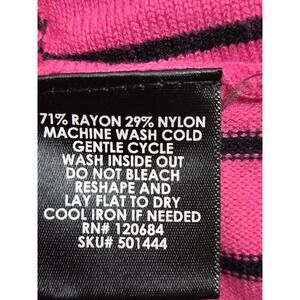 71% RAYON 29% NYLON
MACHINE WASH COLD
GENTLE CYCLE
WASH INSIDE OUT
DO NOT BLEACH
RESHAPE AND
LAY FLAT TO DRY
COOL IRON IF NEEDED
RN# 120684
SKU# 501444